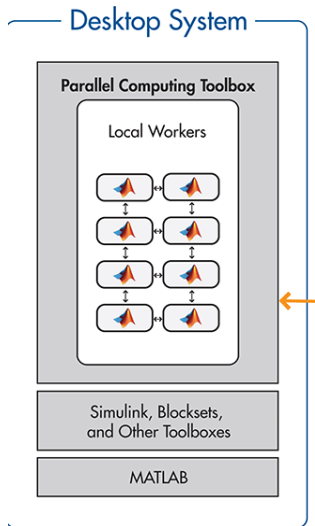 Desktop System
Parallel Computing Toolbox
Local Workers
Simulink, Blocksets,
and Other Toolboxes
MATLAB